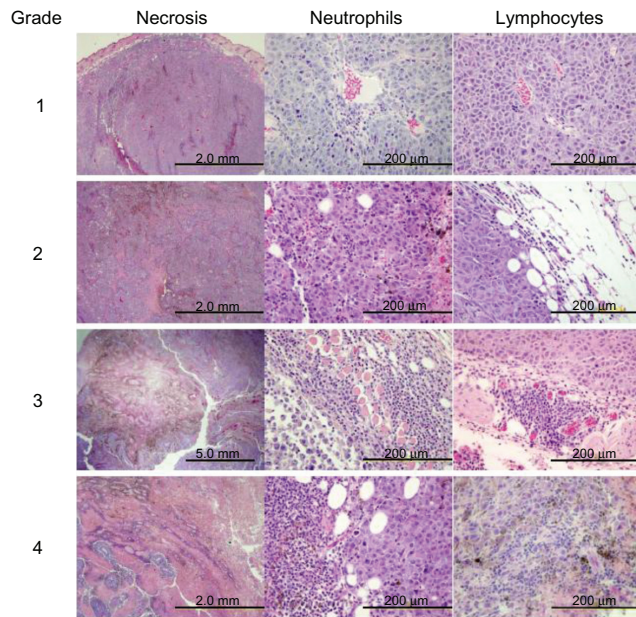 Grade Necrosis Neutrophils Lymphocytes
1
2.0 mm 200 µm 200 µm
2
2.0 mm 200 µm 200 µm
3
5.0 mm 200 µm 200 µm
4
2.0 mm 200 µm 200 µm